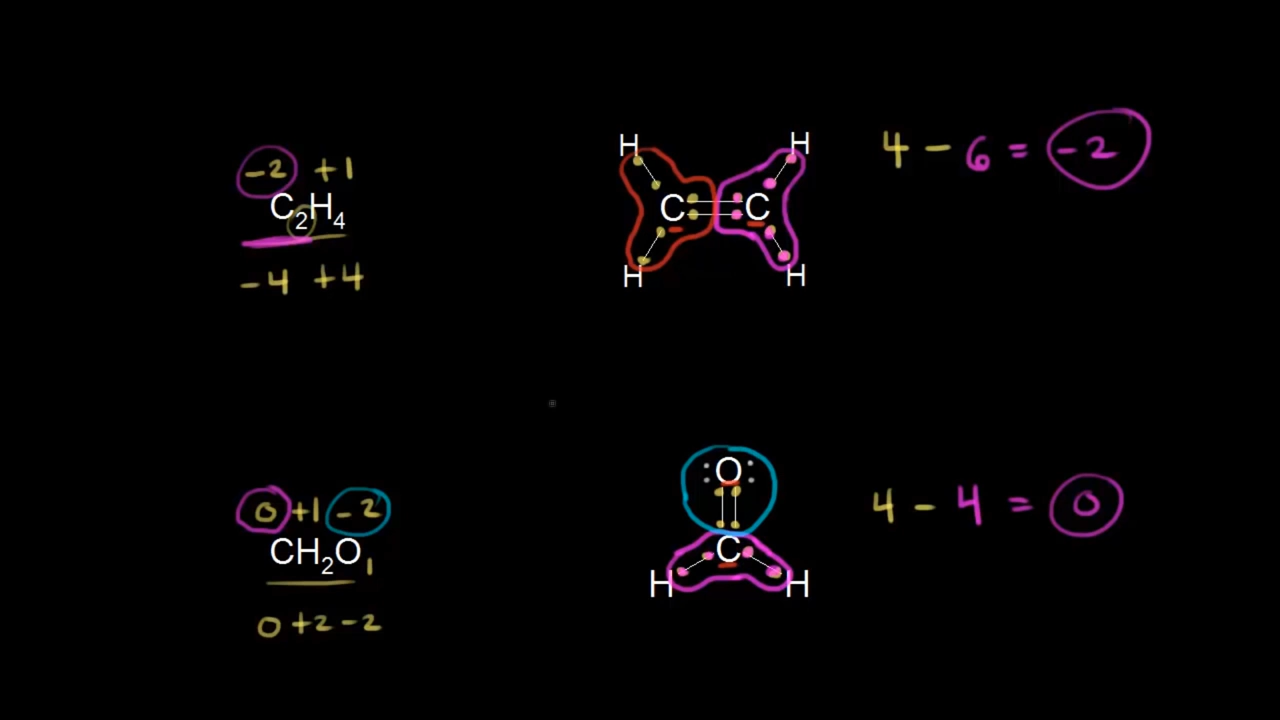 -2 +1
C2H4
-4 +4
H H
C C
H H
4 - 6 = -2
0 +1 -2
CH2O1
0 +2 -2
O
C
H H
4 - 4 = 0